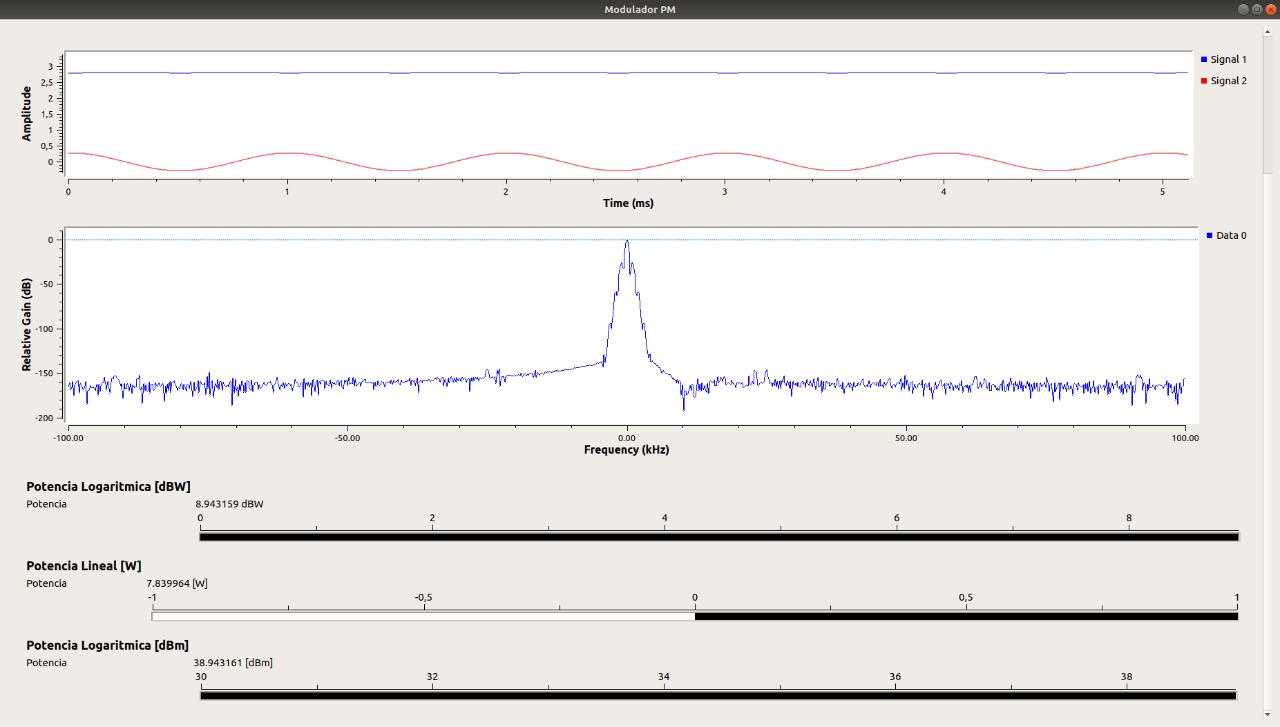 Modulador PM
Signal 1
Signal 2
Amplitude
3
2,5
2
1,5
1
0,5
0
0 1 2 3 4 5
Time (ms)
Data 0
Relative Gain (dB)
0
-50
-100
-150
-200
-100.00 -50.00 0.00 50.00 100.00
Frequency (kHz)
Potencia Logaritmica [dBW]
Potencia 8.943159 dBW
0 2 4 6 8
Potencia Lineal [W]
Potencia 7.839964 [W]
-1 -0,5 0 0,5 1
Potencia Logaritmica [dBm]
Potencia 38.943161 [dBm]
30 32 34 36 38